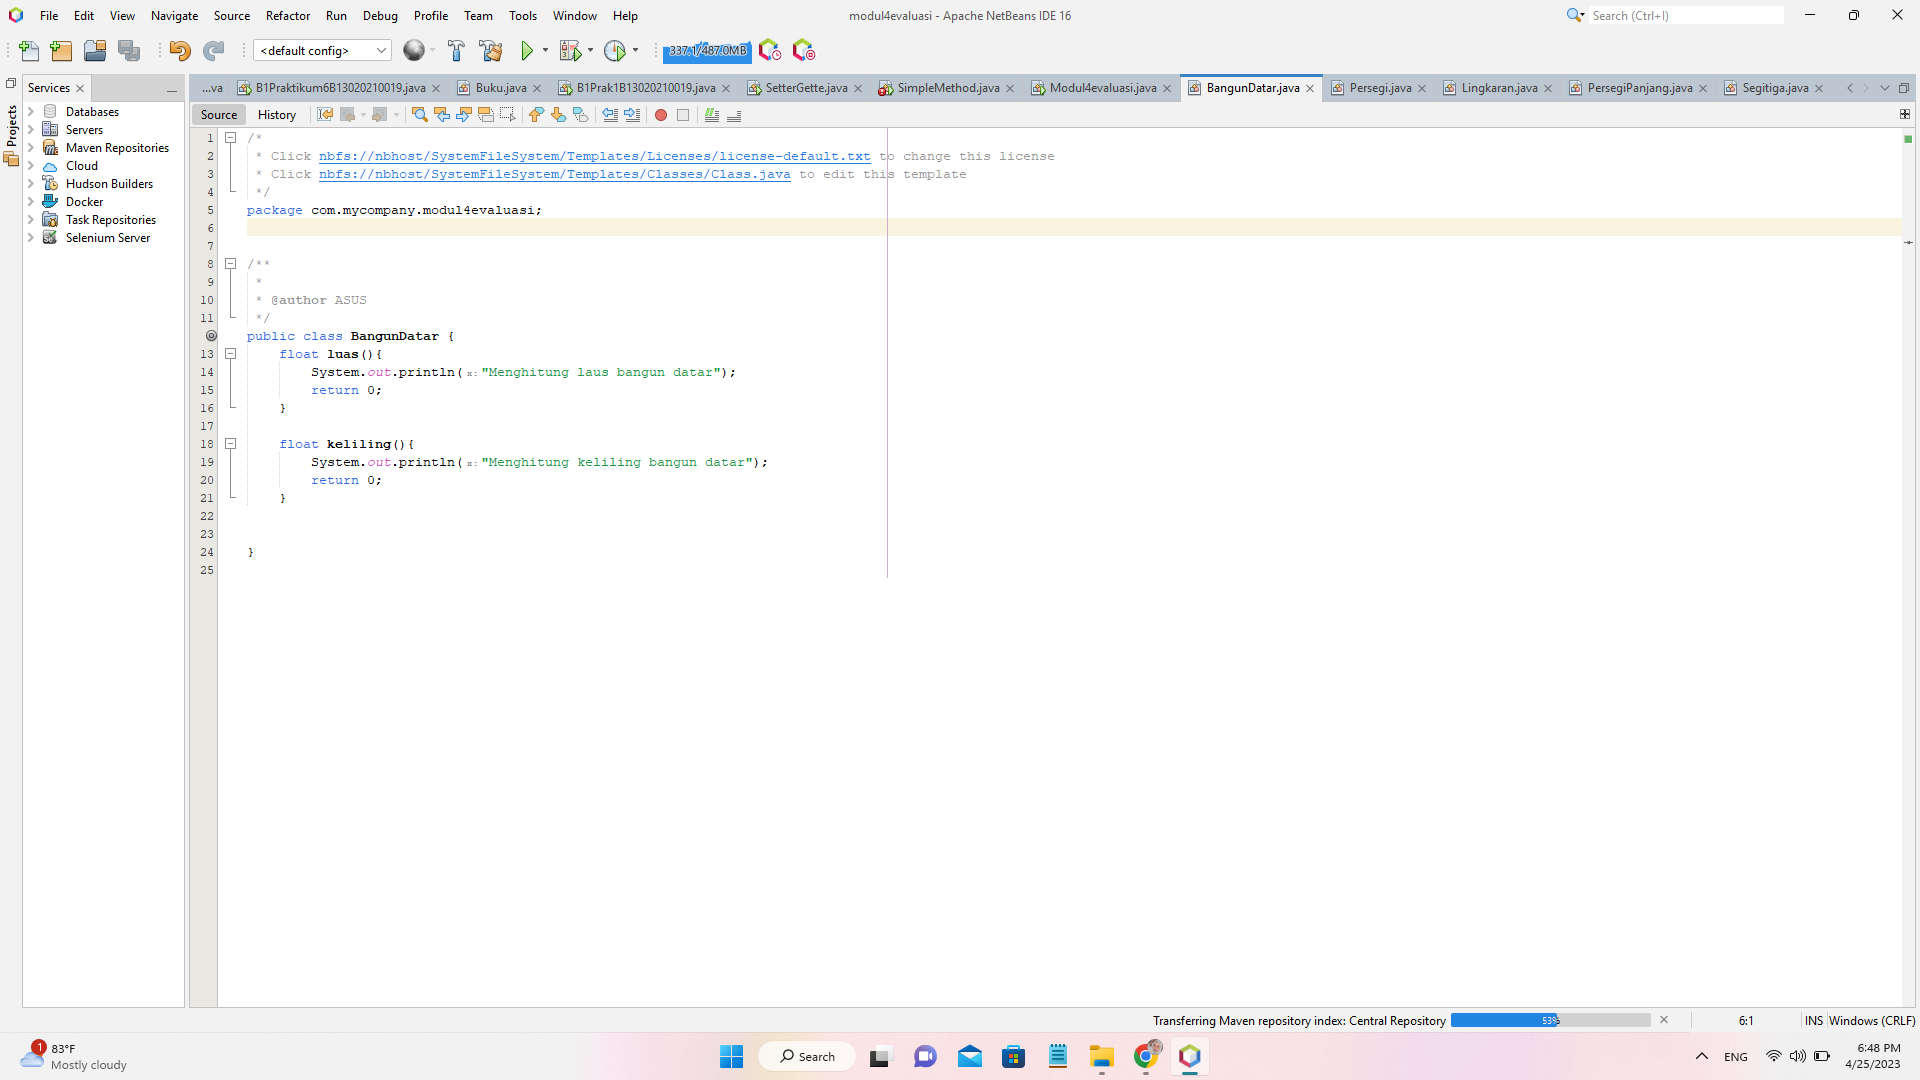 File Edit View Navigate Source Refactor Run Debug Profile Team Tools Window Help
modul4evaluasi - Apache NetBeans IDE 16
Search (Ctrl+I)
<default config>
337.1/487.0MB
Projects
Services
...va B1Praktikum6B13020210019.java Buku.java B1Prak1B13020210019.java SetterGette.java SimpleMethod.java Modul4evaluasi.java BangunDatar.java Persegi.java Lingkaran.java PersegiPanjang.java Segitiga.java
Databases
Servers
Maven Repositories
Cloud
Hudson Builders
Docker
Task Repositories
Selenium Server
Source History
1 /*
2 * Click nbfs://nbhost/SystemFileSystem/Templates/Licenses/license-default.txt to change this license
3 * Click nbfs://nbhost/SystemFileSystem/Templates/Classes/Class.java to edit this template
4 */
5 package com.mycompany.modul4evaluasi;
6
7
8 /**
9 *
10 * @author ASUS
11 */
public class BangunDatar {
13 float luas(){
14 System.out.println(x:"Menghitung laus bangun datar");
15 return 0;
16 }
17
18 float keliling(){
19 System.out.println(x:"Menghitung keliling bangun datar");
20 return 0;
21 }
22
23
24 }
25
Transferring Maven repository index: Central Repository 53% 6:1 INS Windows (CRLF)
1
83°F
Mostly cloudy
Search
ENG
6:48 PM
4/25/2023